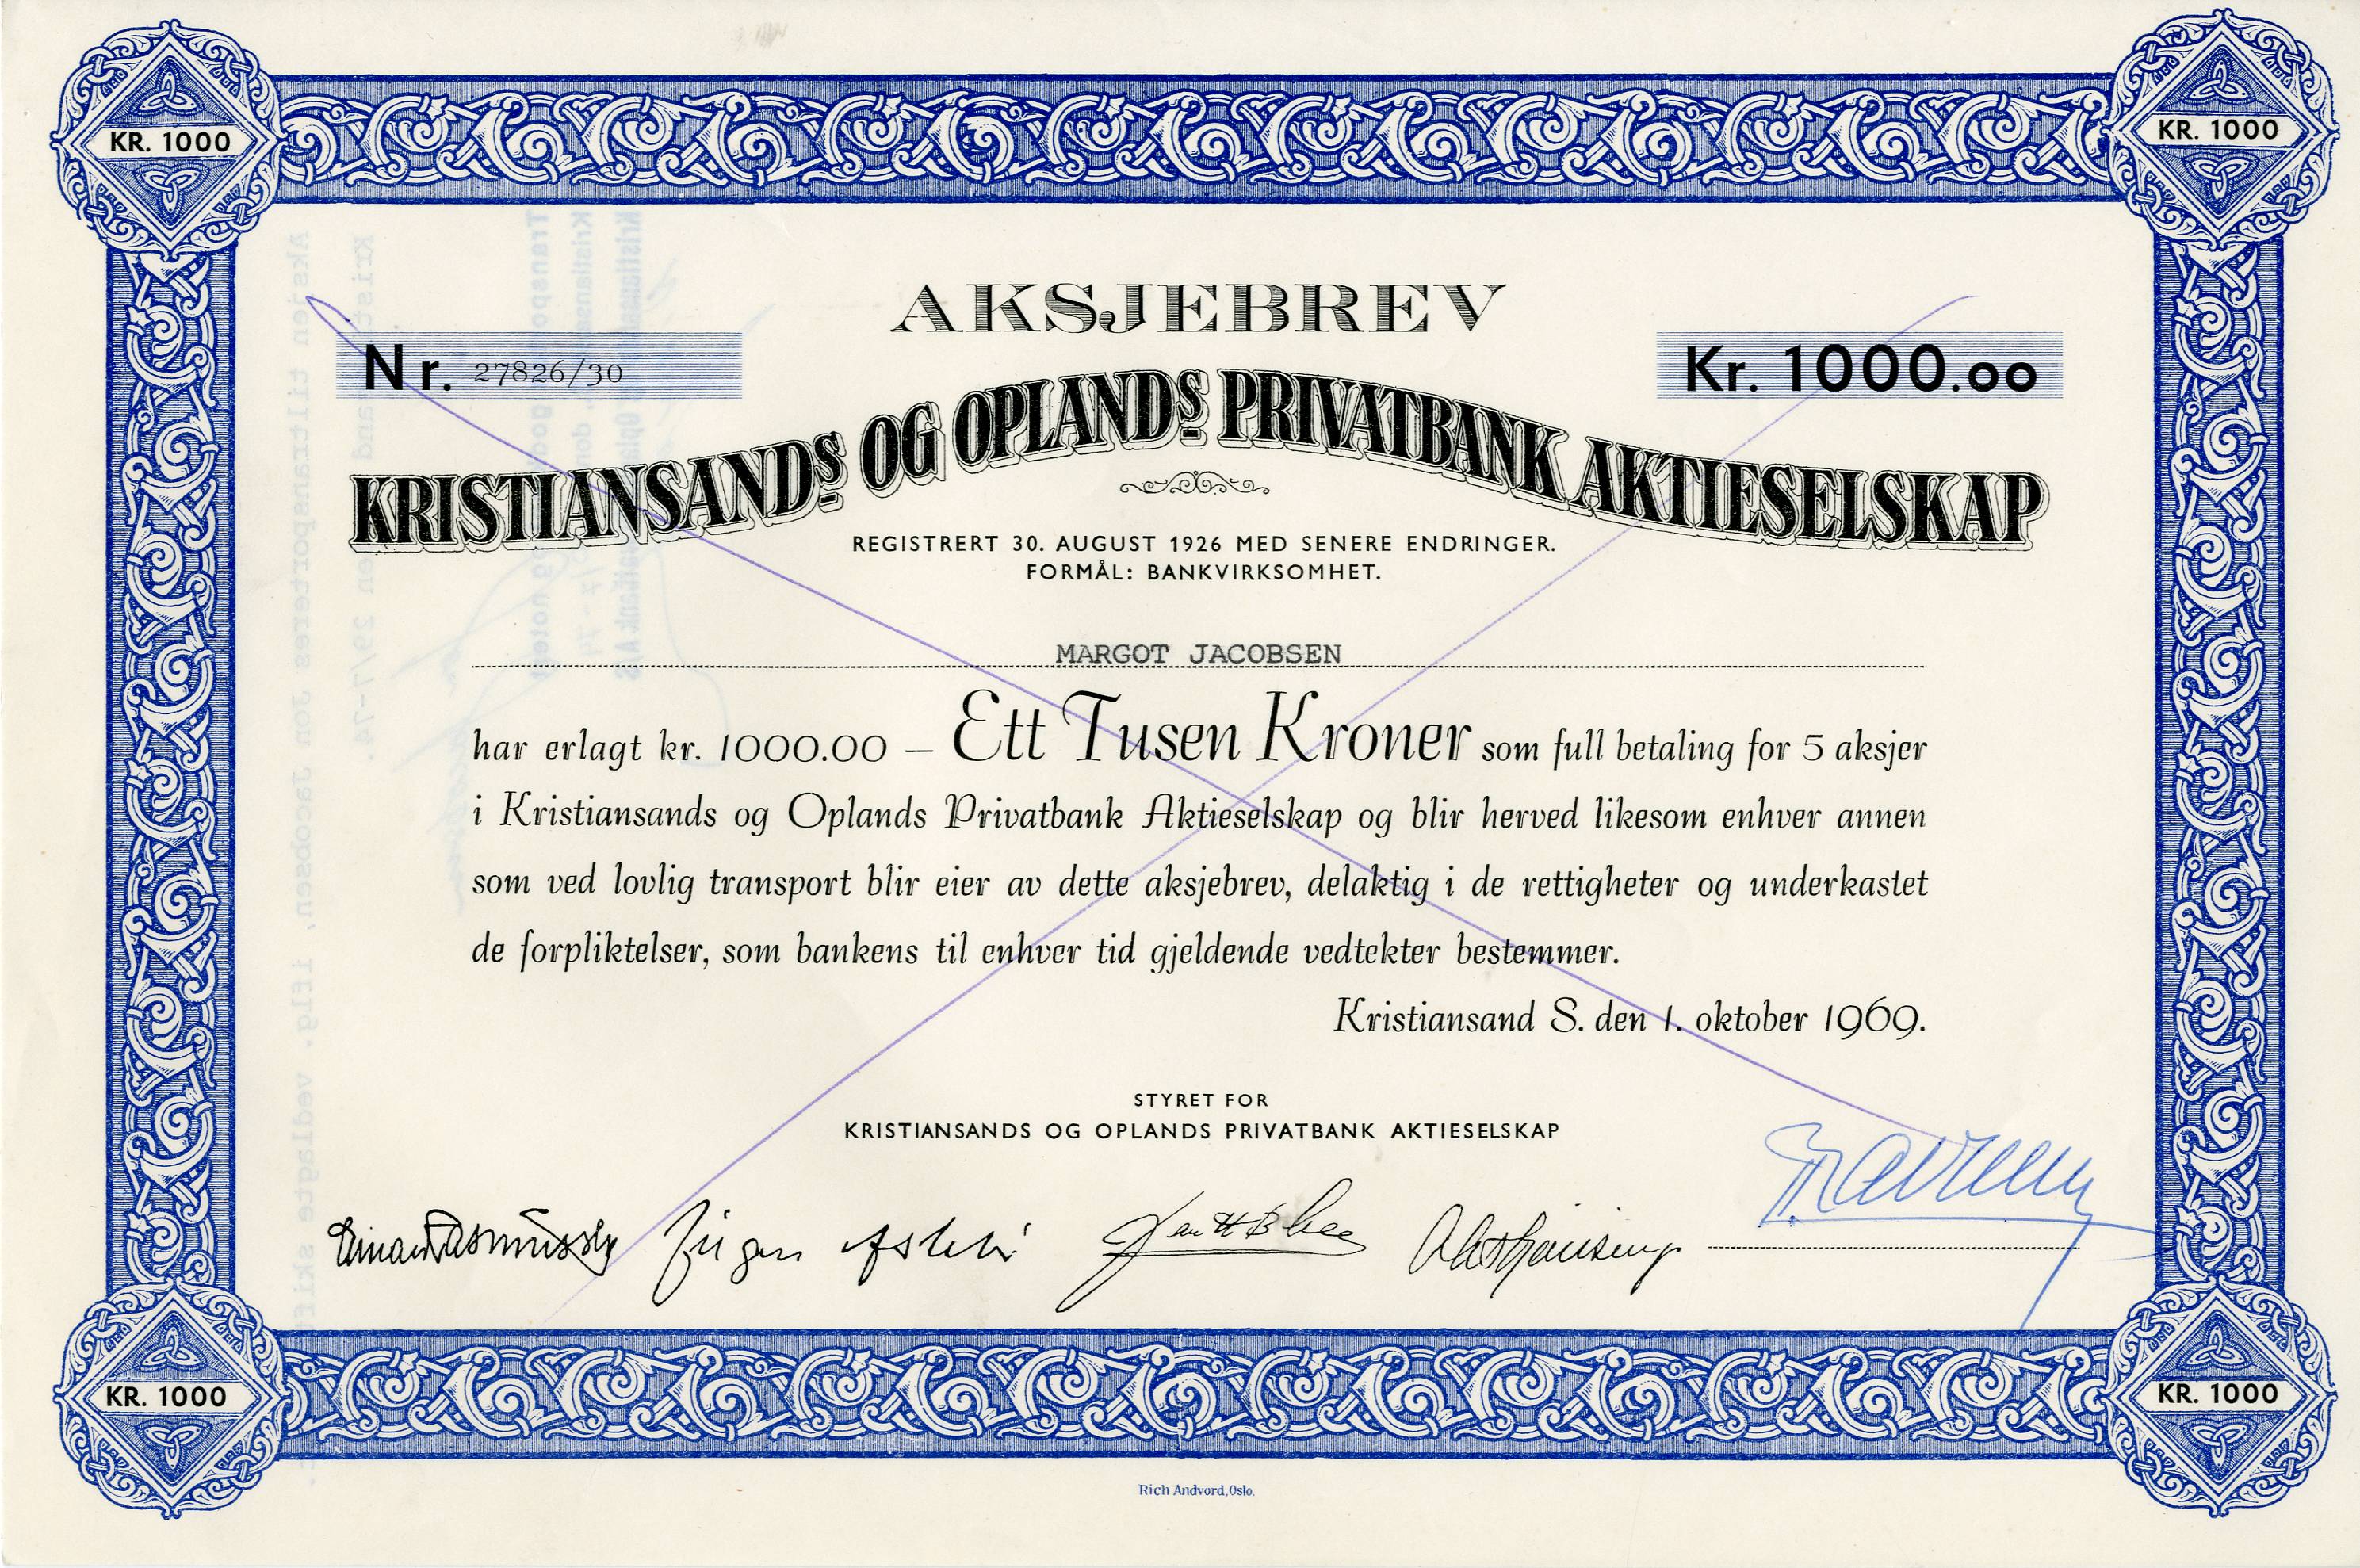 KR. 1000
KR. 1000
AKSJEBREV
Nr. 27826/30
Kr. 1000.00
KRISTIANSANDS OG OPLANDS PRIVATBANK AKTIESELSKAP
REGISTRERT 30. AUGUST 1926 MED SENERE ENDRINGER.
FORMÅL: BANKVIRKSOMHET.
MARGOT JACOBSEN
har erlagt kr. 1000.00 — Ett Tusen Kroner som full betaling for 5 aksjer
i Kristiansands og Oplands Privatbank Aktieselskap og blir herved likesom enhver annen
som ved lovlig transport blir eier av dette aksjebrev, delaktig i de rettigheter og underkastet
de forpliktelser, som bankens til enhver tid gjeldende vedtekter bestemmer.
Kristiansand S. den 1. oktober 1969.
STYRET FOR
KRISTIANSANDS OG OPLANDS PRIVATBANK AKTIESELSKAP
KR. 1000
KR. 1000
Rich Andvord, Oslo.